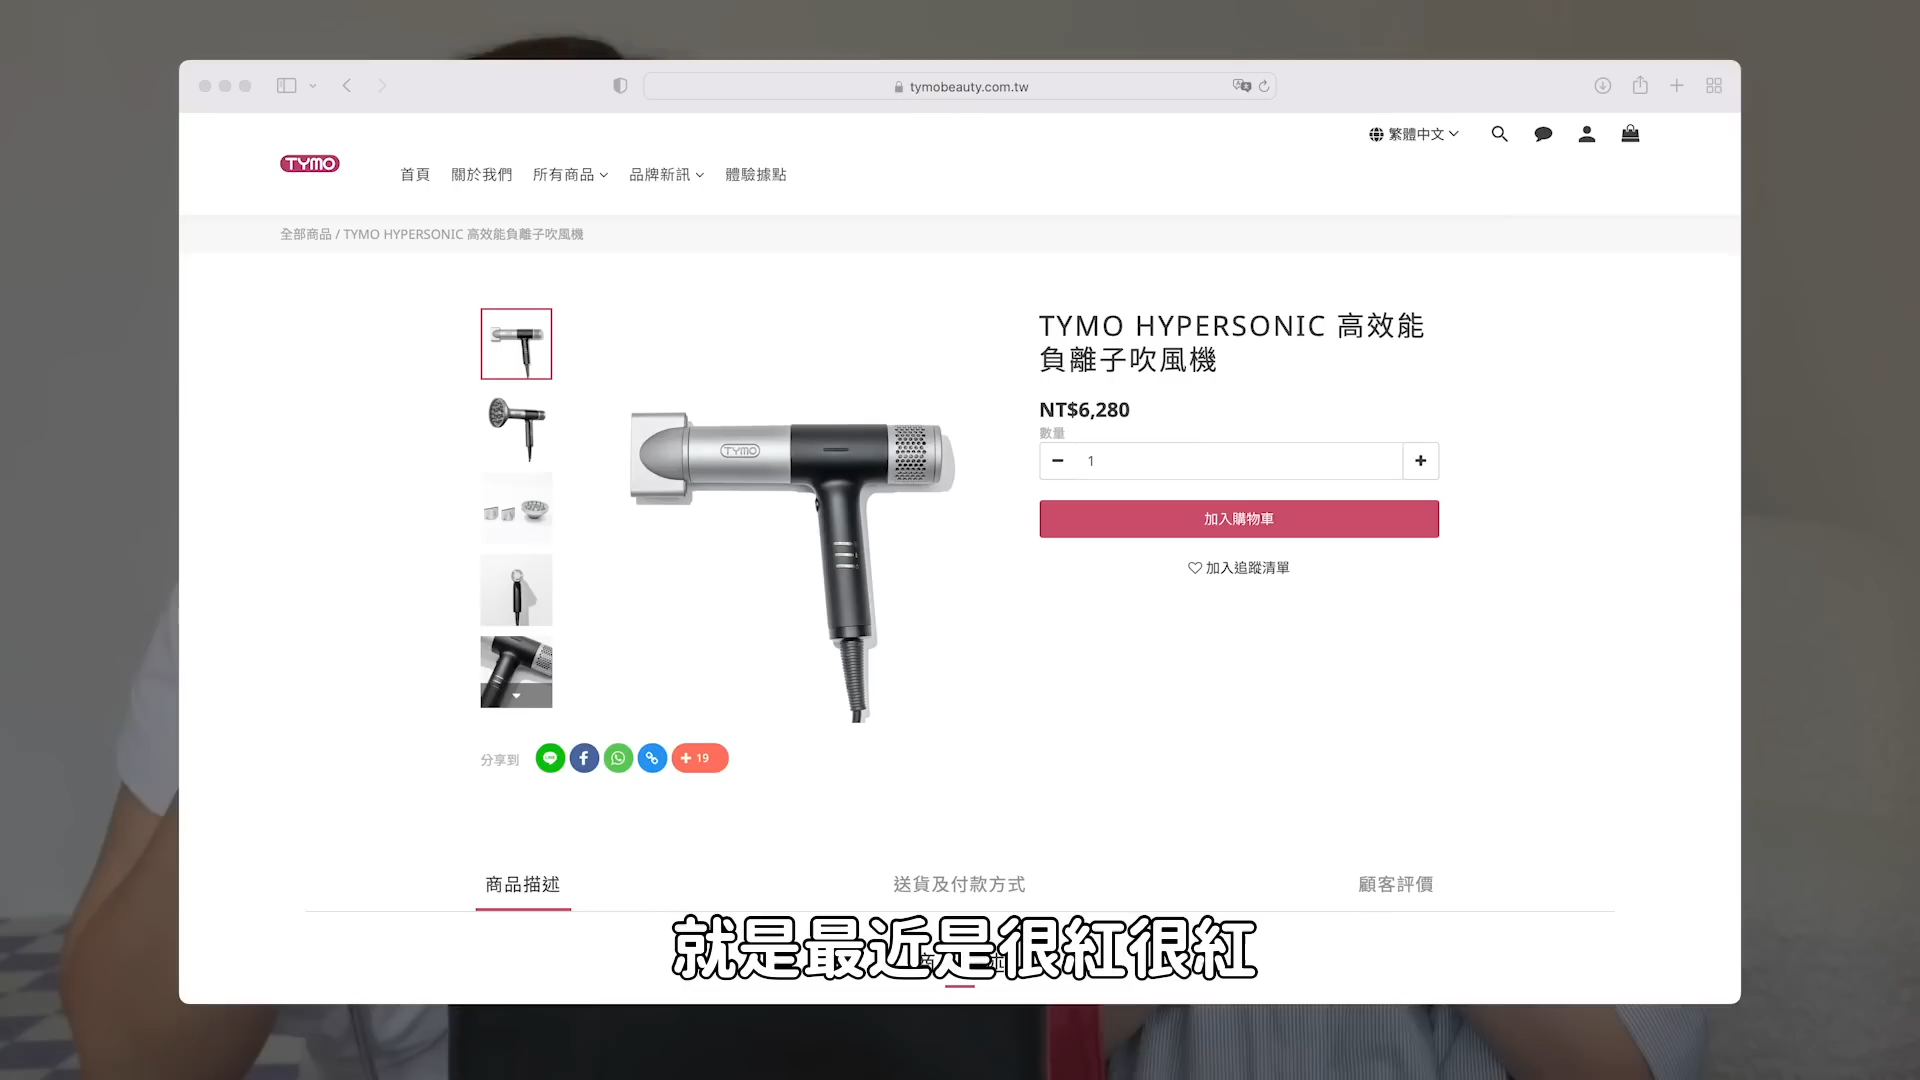 tymobeauty.com.tw
繁體中文
TYMO
首頁 關於我們 所有商品 品牌新訊 體驗據點
全部商品 / TYMO HYPERSONIC 高效能負離子吹風機
TYMO HYPERSONIC 高效能
負離子吹風機
NT$6,280
數量
1
加入購物車
加入追蹤清單
TYMO
分享到
19
商品描述 送貨及付款方式 顧客評價
就是最近是很紅很紅